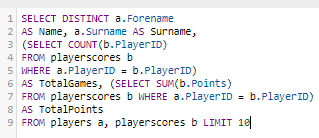 1 SELECT DISTINCT a.Forename
2 AS Name, a.Surname AS Surname,
3 (SELECT COUNT(b.PlayerID)
4 FROM playerscores b
5 WHERE a.PlayerID = b.PlayerID)
6 AS TotalGames, (SELECT SUM(b.Points)
7 FROM playerscores b WHERE a.PlayerID = b.PlayerID)
8 AS TotalPoints
9 FROM players a, playerscores b LIMIT 10